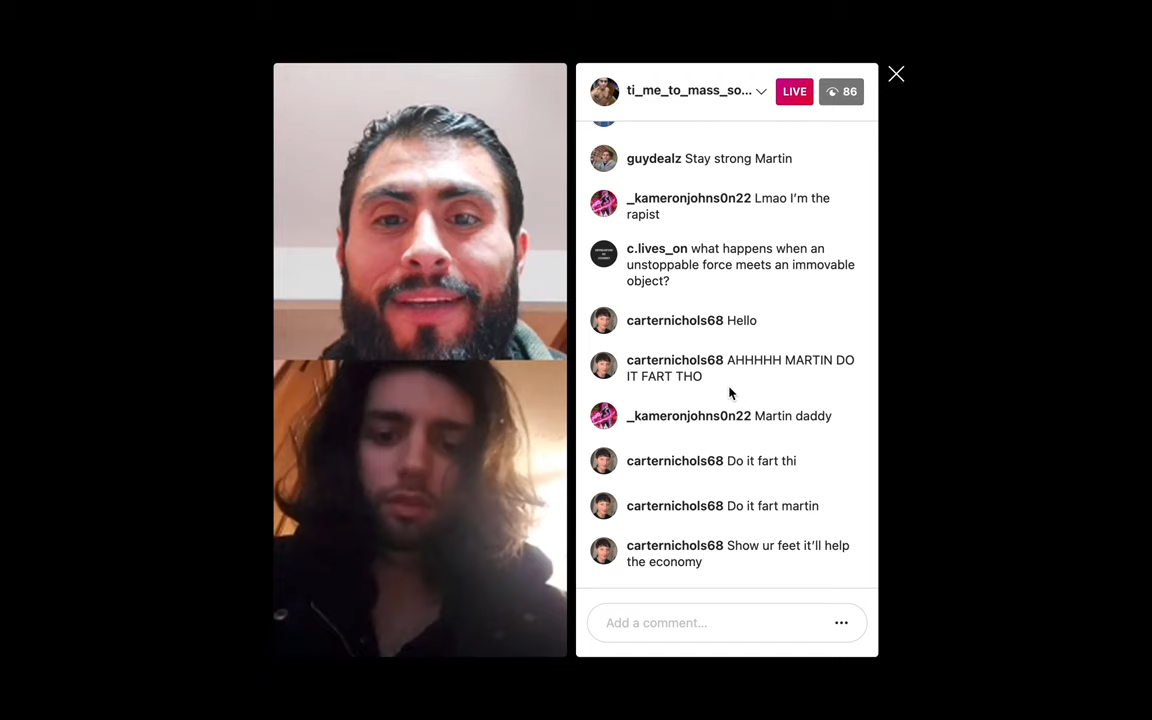 ti_me_to_mass_so...
LIVE
86
guydealz Stay strong Martin
_kameronjohns0n22 Lmao I'm the
rapist
c.lives_on what happens when an
unstoppable force meets an immovable
object?
carternichols68 Hello
carternichols68 AHHHHH MARTIN DO
IT FART THO
_kameronjohns0n22 Martin daddy
carternichols68 Do it fart thi
carternichols68 Do it fart martin
carternichols68 Show ur feet it'll help
the economy
Add a comment...